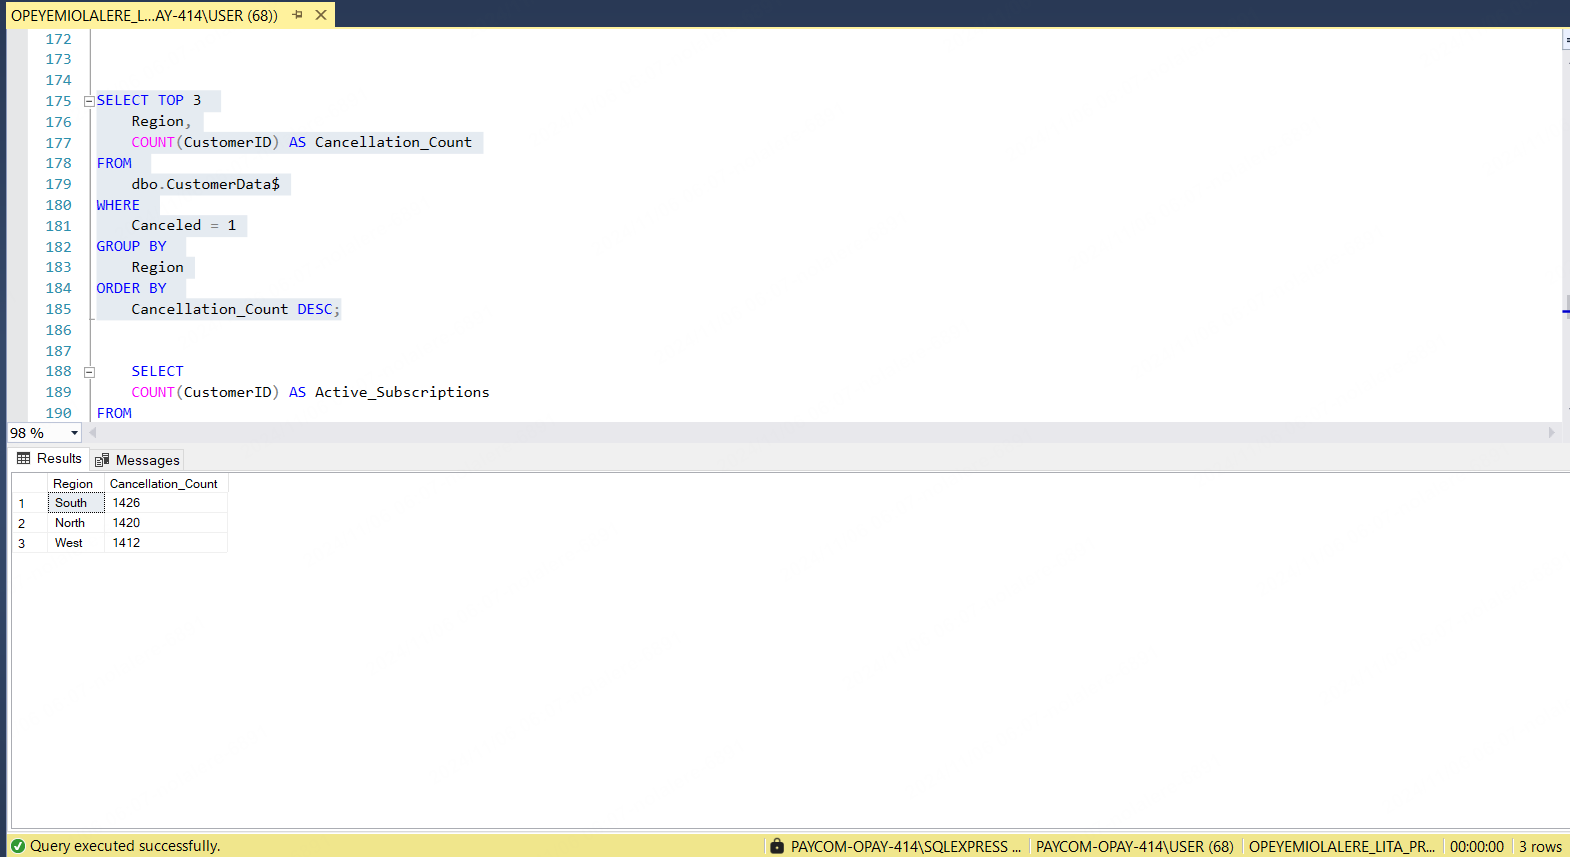 OPEYEMIOLALERE_L...AY-414\USER (68))
172
173
174
175 SELECT TOP 3
176 Region,
177 COUNT(CustomerID) AS Cancellation_Count
178 FROM
179 dbo.CustomerData$
180 WHERE
181 Canceled = 1
182 GROUP BY
183 Region
184 ORDER BY
185 Cancellation_Count DESC;
186
187
188 SELECT
189 COUNT(CustomerID) AS Active_Subscriptions
190 FROM
98 %
Results Messages
Region Cancellation_Count
1 South 1426
2 North 1420
3 West 1412
Query executed successfully. PAYCOM-OPAY-414\SQLEXPRESS ... PAYCOM-OPAY-414\USER (68) OPEYEMIOLALERE_LITA_PR... 00:00:00 3 rows